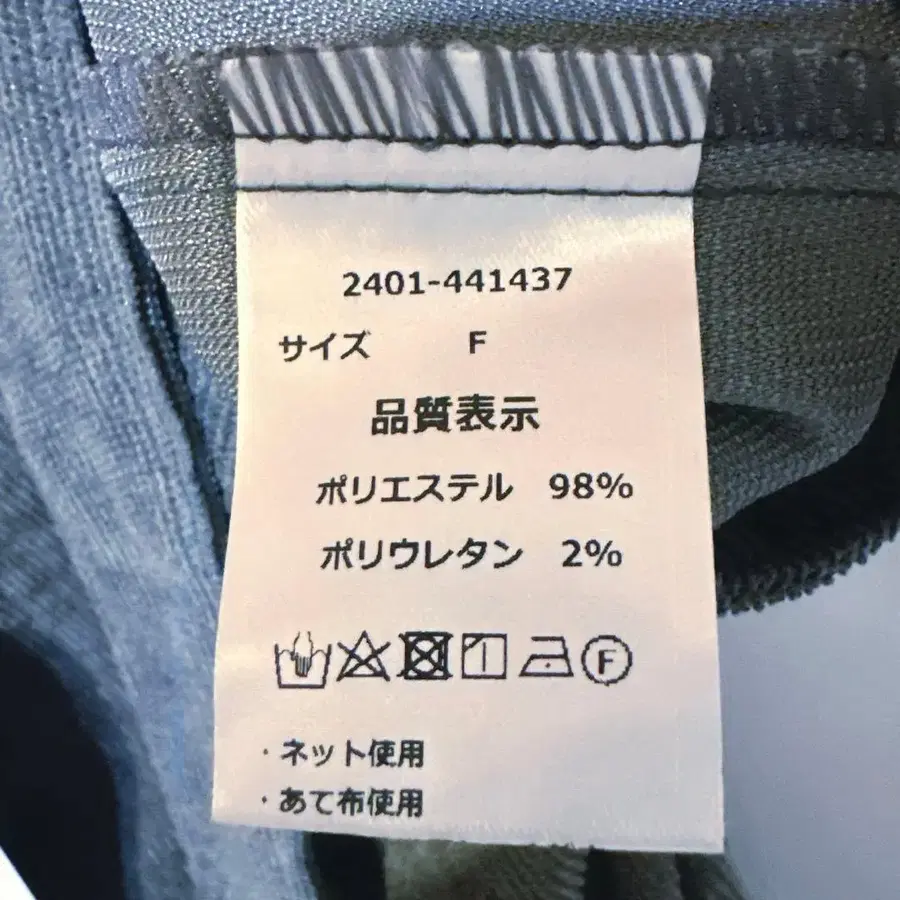 2401-441437
サイズ F
品質表示
ポリエステル 98%
ポリウレタン 2%
F
・ネット使用
・あて布使用